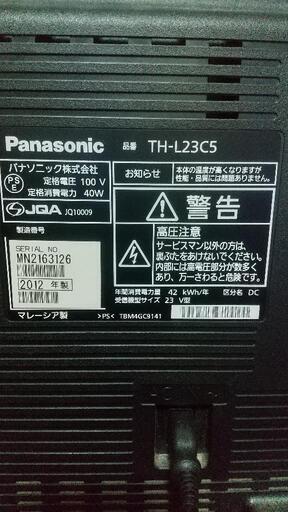 Panasonic 品番 TH-L23C5
パナソニック株式会社
PS E 定格電圧 100 V
定格消費電力 40W
お知らせ 本体の温度が高くなりますが性能・品質には問題ありません。
JQA JQ10009
製造番号
SERIAL NO.
MN2163126
2012 年製
マレーシア製
警告
高圧注意
サービスマン以外の方は、
裏ぶたをあけないでください。
内部には高電圧部分が数多く
あり、万一さわると危険です。
年間消費電力量 42 kWh/年 区分名 DC
受信機型サイズ 23 V型
>PS< TBM4GC9141